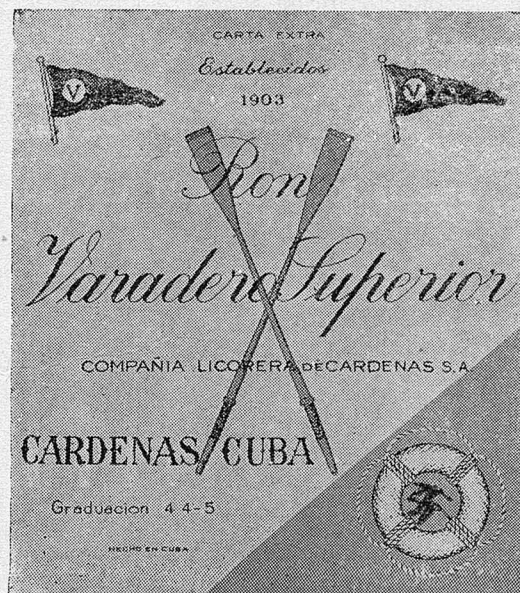 CARTA EXTRA
Establecidos
1903
V
V
Ron
Varadero Superior
COMPAÑIA LICORERA DE CARDENAS S.A.
CARDENAS CUBA
Graduacion 44-5
HECHO EN CUBA